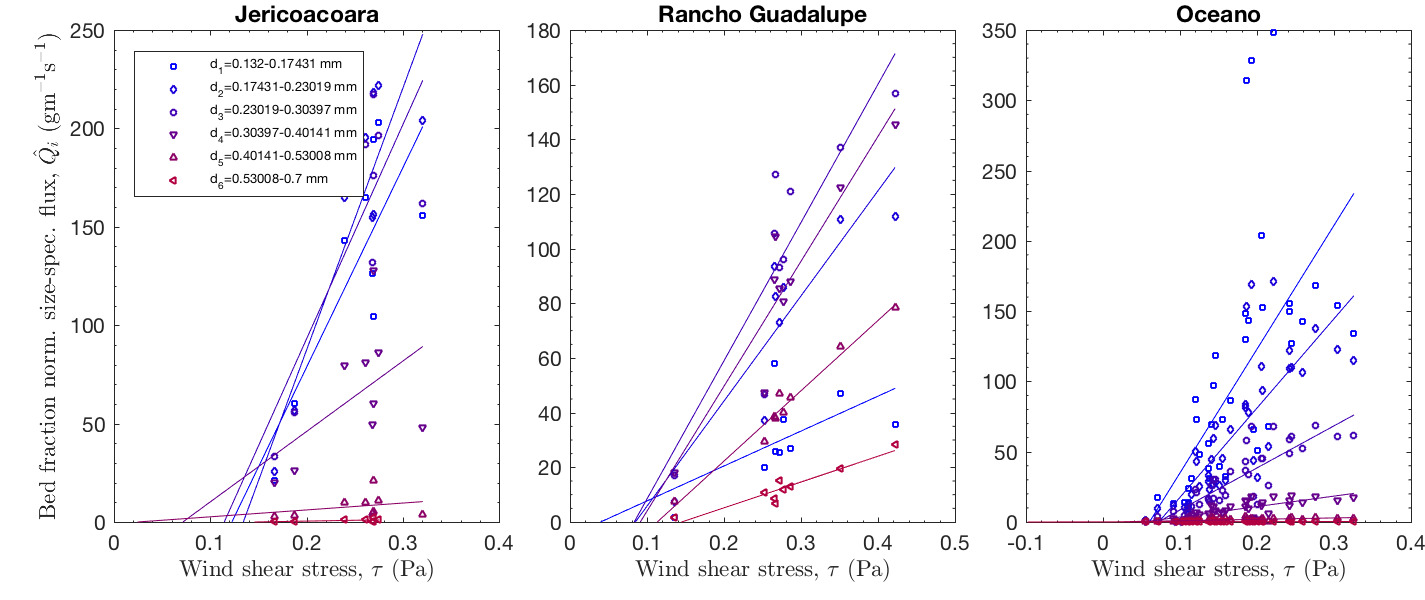 Jericoacoara
Rancho Guadalupe
Oceano
Bed fraction norm. size-spec. flux, $\hat{Q}_i$ (gm⁻¹s⁻¹)
250
200
150
100
50
0
d₁=0.132-0.17431 mm
d₂=0.17431-0.23019 mm
d₃=0.23019-0.30397 mm
d₄=0.30397-0.40141 mm
d₅=0.40141-0.53008 mm
d₆=0.53008-0.7 mm
0 0.1 0.2 0.3 0.4
Wind shear stress, τ (Pa)
180
160
140
120
100
80
60
40
20
0
0 0.1 0.2 0.3 0.4 0.5
Wind shear stress, τ (Pa)
350
300
250
200
150
100
50
0
-0.1 0 0.1 0.2 0.3 0.4
Wind shear stress, τ (Pa)